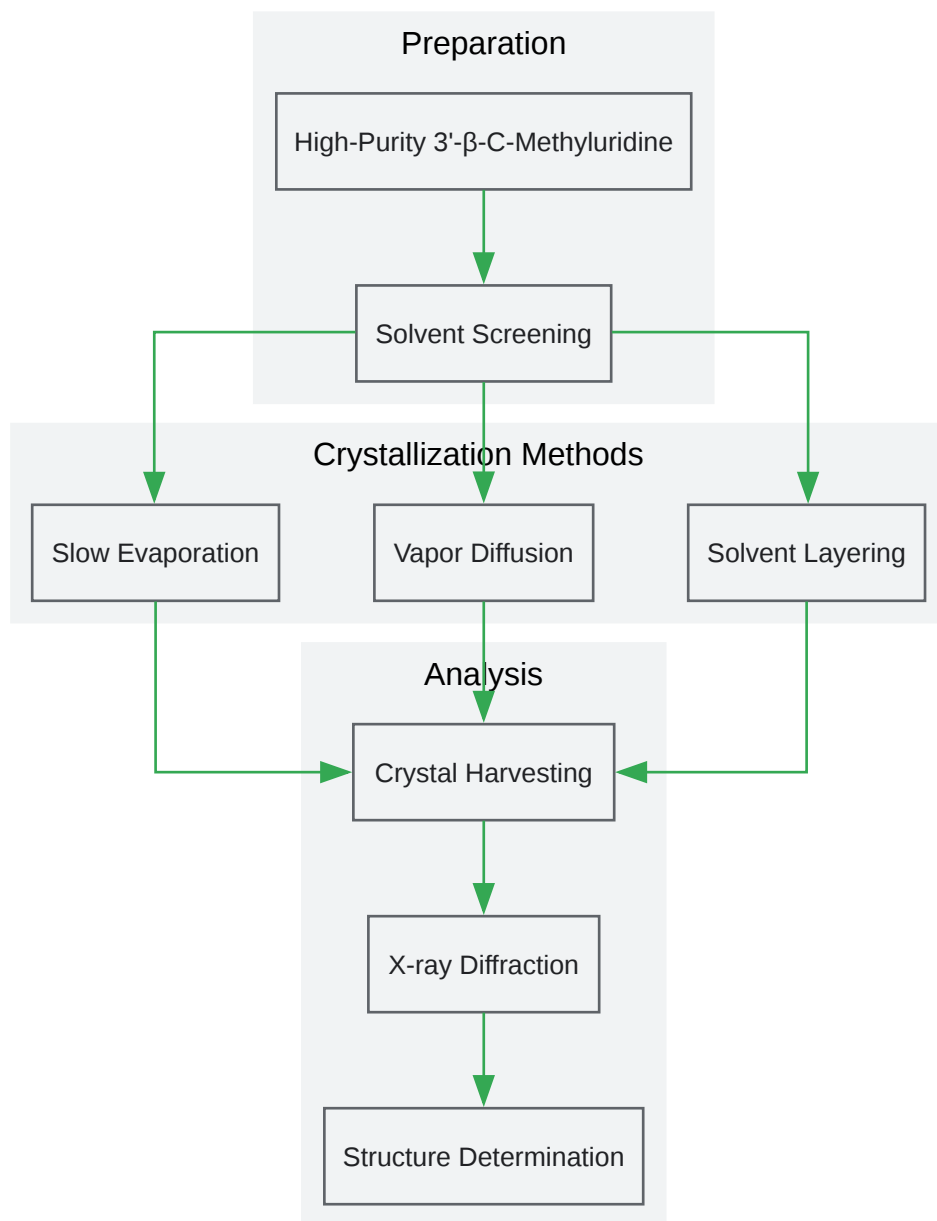 Preparation
High-Purity 3'-β-C-Methyluridine
Solvent Screening
Crystallization Methods
Slow Evaporation
Vapor Diffusion
Solvent Layering
Analysis
Crystal Harvesting
X-ray Diffraction
Structure Determination